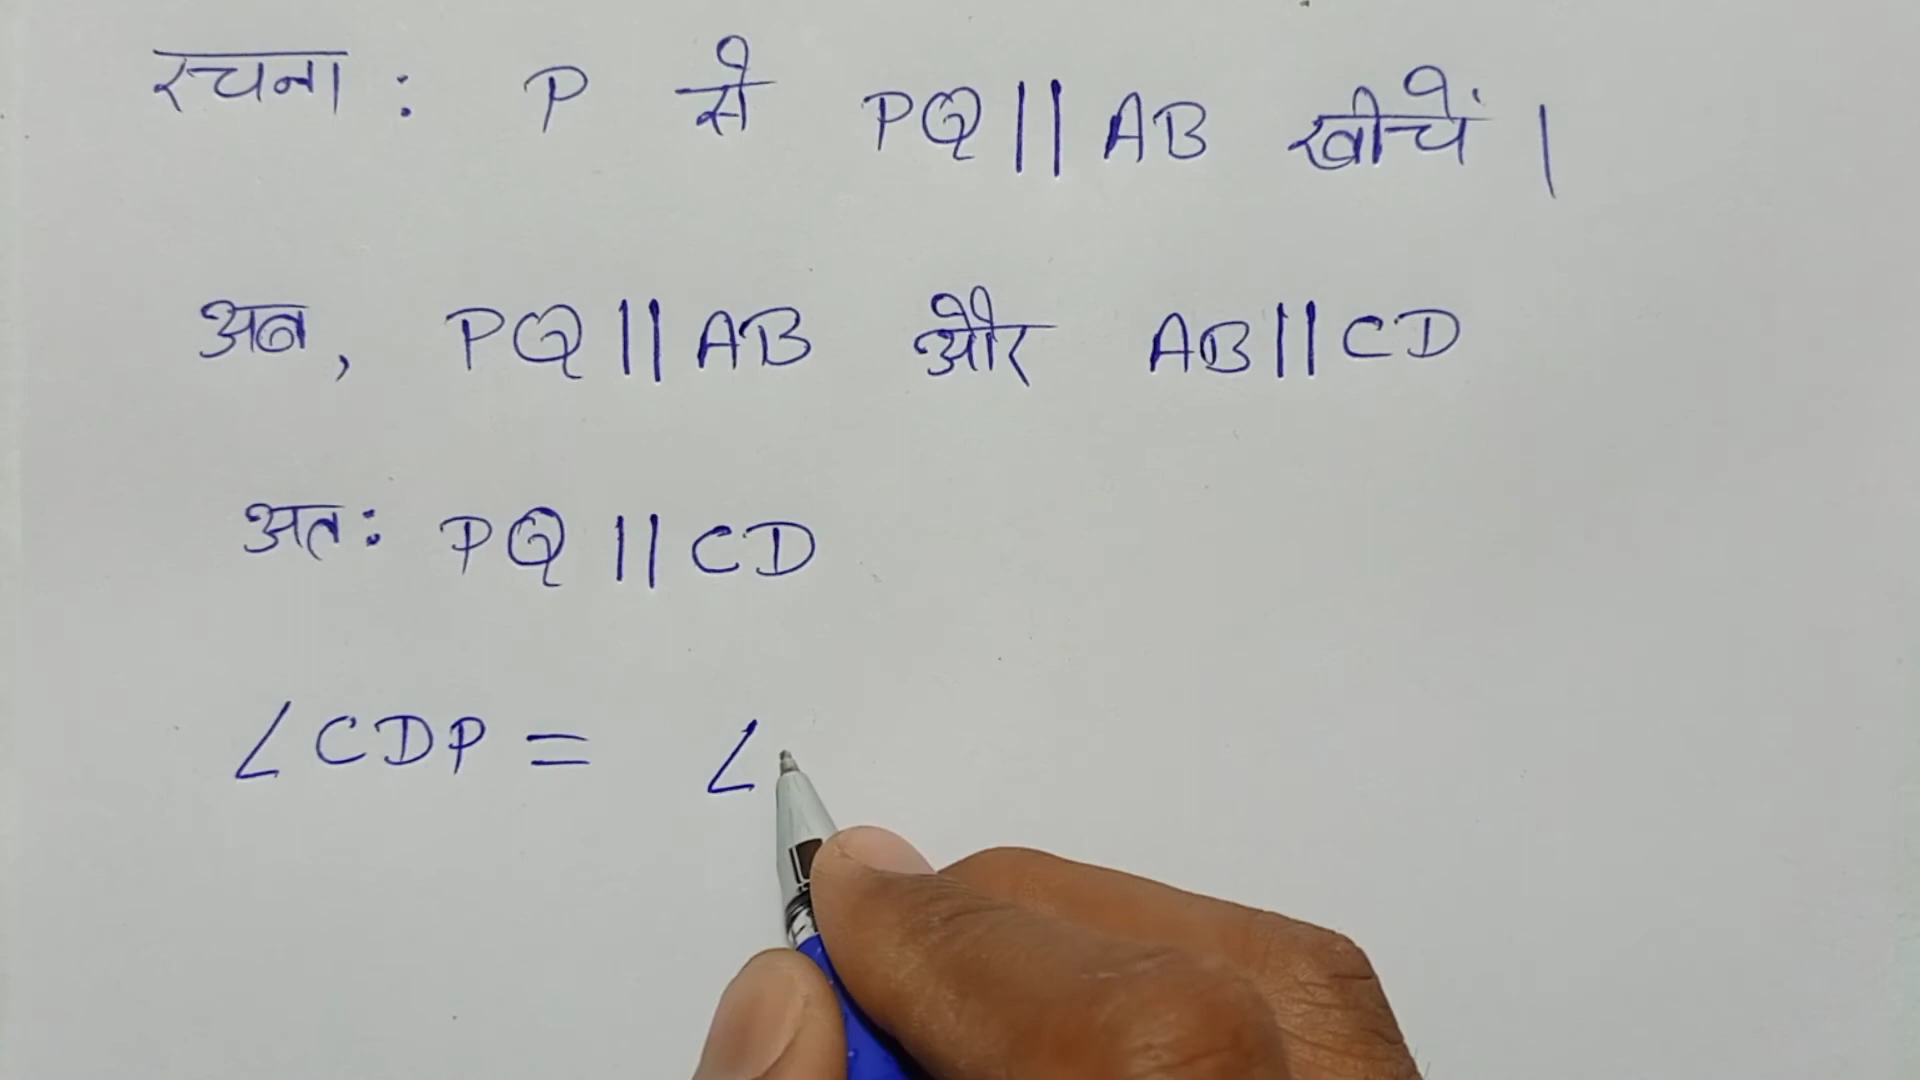 रचना : P से PQ || AB खीचें |
अब, PQ || AB और AB || CD
अत: PQ || CD
∠CDP = ∠